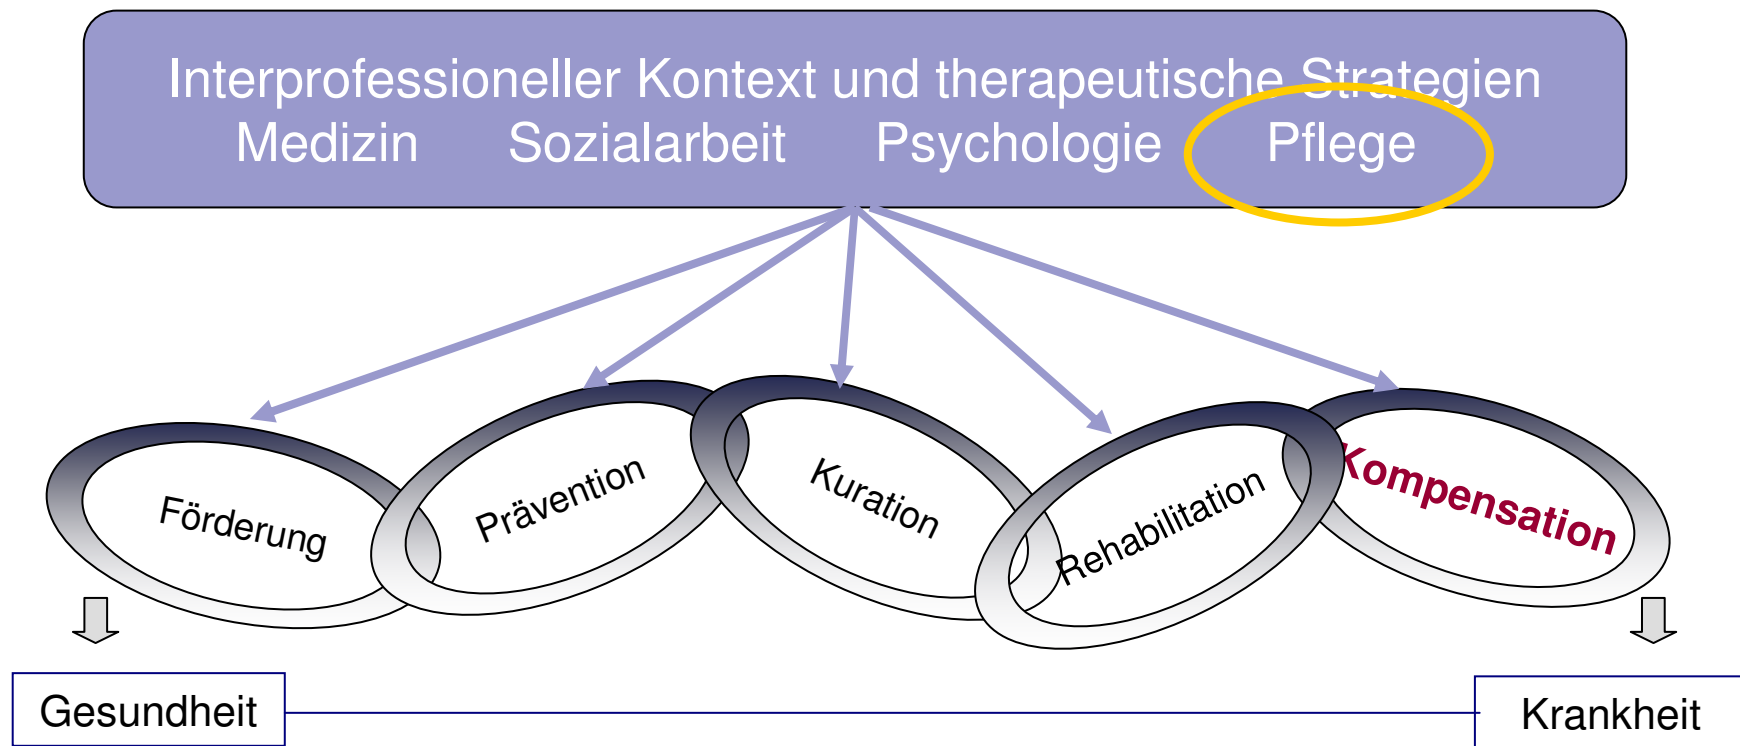 Interprofessioneller Kontext und therapeutische Strategien
Medizin Sozialarbeit Psychologie Pflege
Förderung
Prävention
Kuration
Rehabilitation
Kompensation
Gesundheit
Krankheit